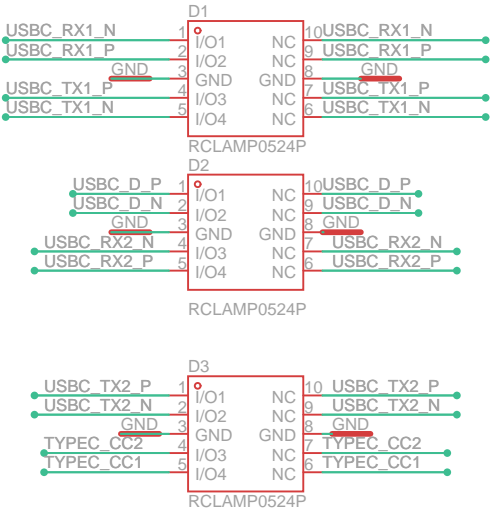 D1
USBC_RX1_N 1 I/O1 NC 10 USBC_RX1_N
USBC_RX1_P 2 I/O2 NC 9 USBC_RX1_P
GND 3 GND GND 8 GND
USBC_TX1_P 4 I/O3 NC 7 USBC_TX1_P
USBC_TX1_N 5 I/O4 NC 6 USBC_TX1_N
RCLAMP0524P
D2
USBC_D_P 1 I/O1 NC 10 USBC_D_P
USBC_D_N 2 I/O2 NC 9 USBC_D_N
GND 3 GND GND 8 GND
USBC_RX2_N 4 I/O3 NC 7 USBC_RX2_N
USBC_RX2_P 5 I/O4 NC 6 USBC_RX2_P
RCLAMP0524P
D3
USBC_TX2_P 1 I/O1 NC 10 USBC_TX2_P
USBC_TX2_N 2 I/O2 NC 9 USBC_TX2_N
GND 3 GND GND 8 GND
TYPEC_CC2 4 I/O3 NC 7 TYPEC_CC2
TYPEC_CC1 5 I/O4 NC 6 TYPEC_CC1
RCLAMP0524P